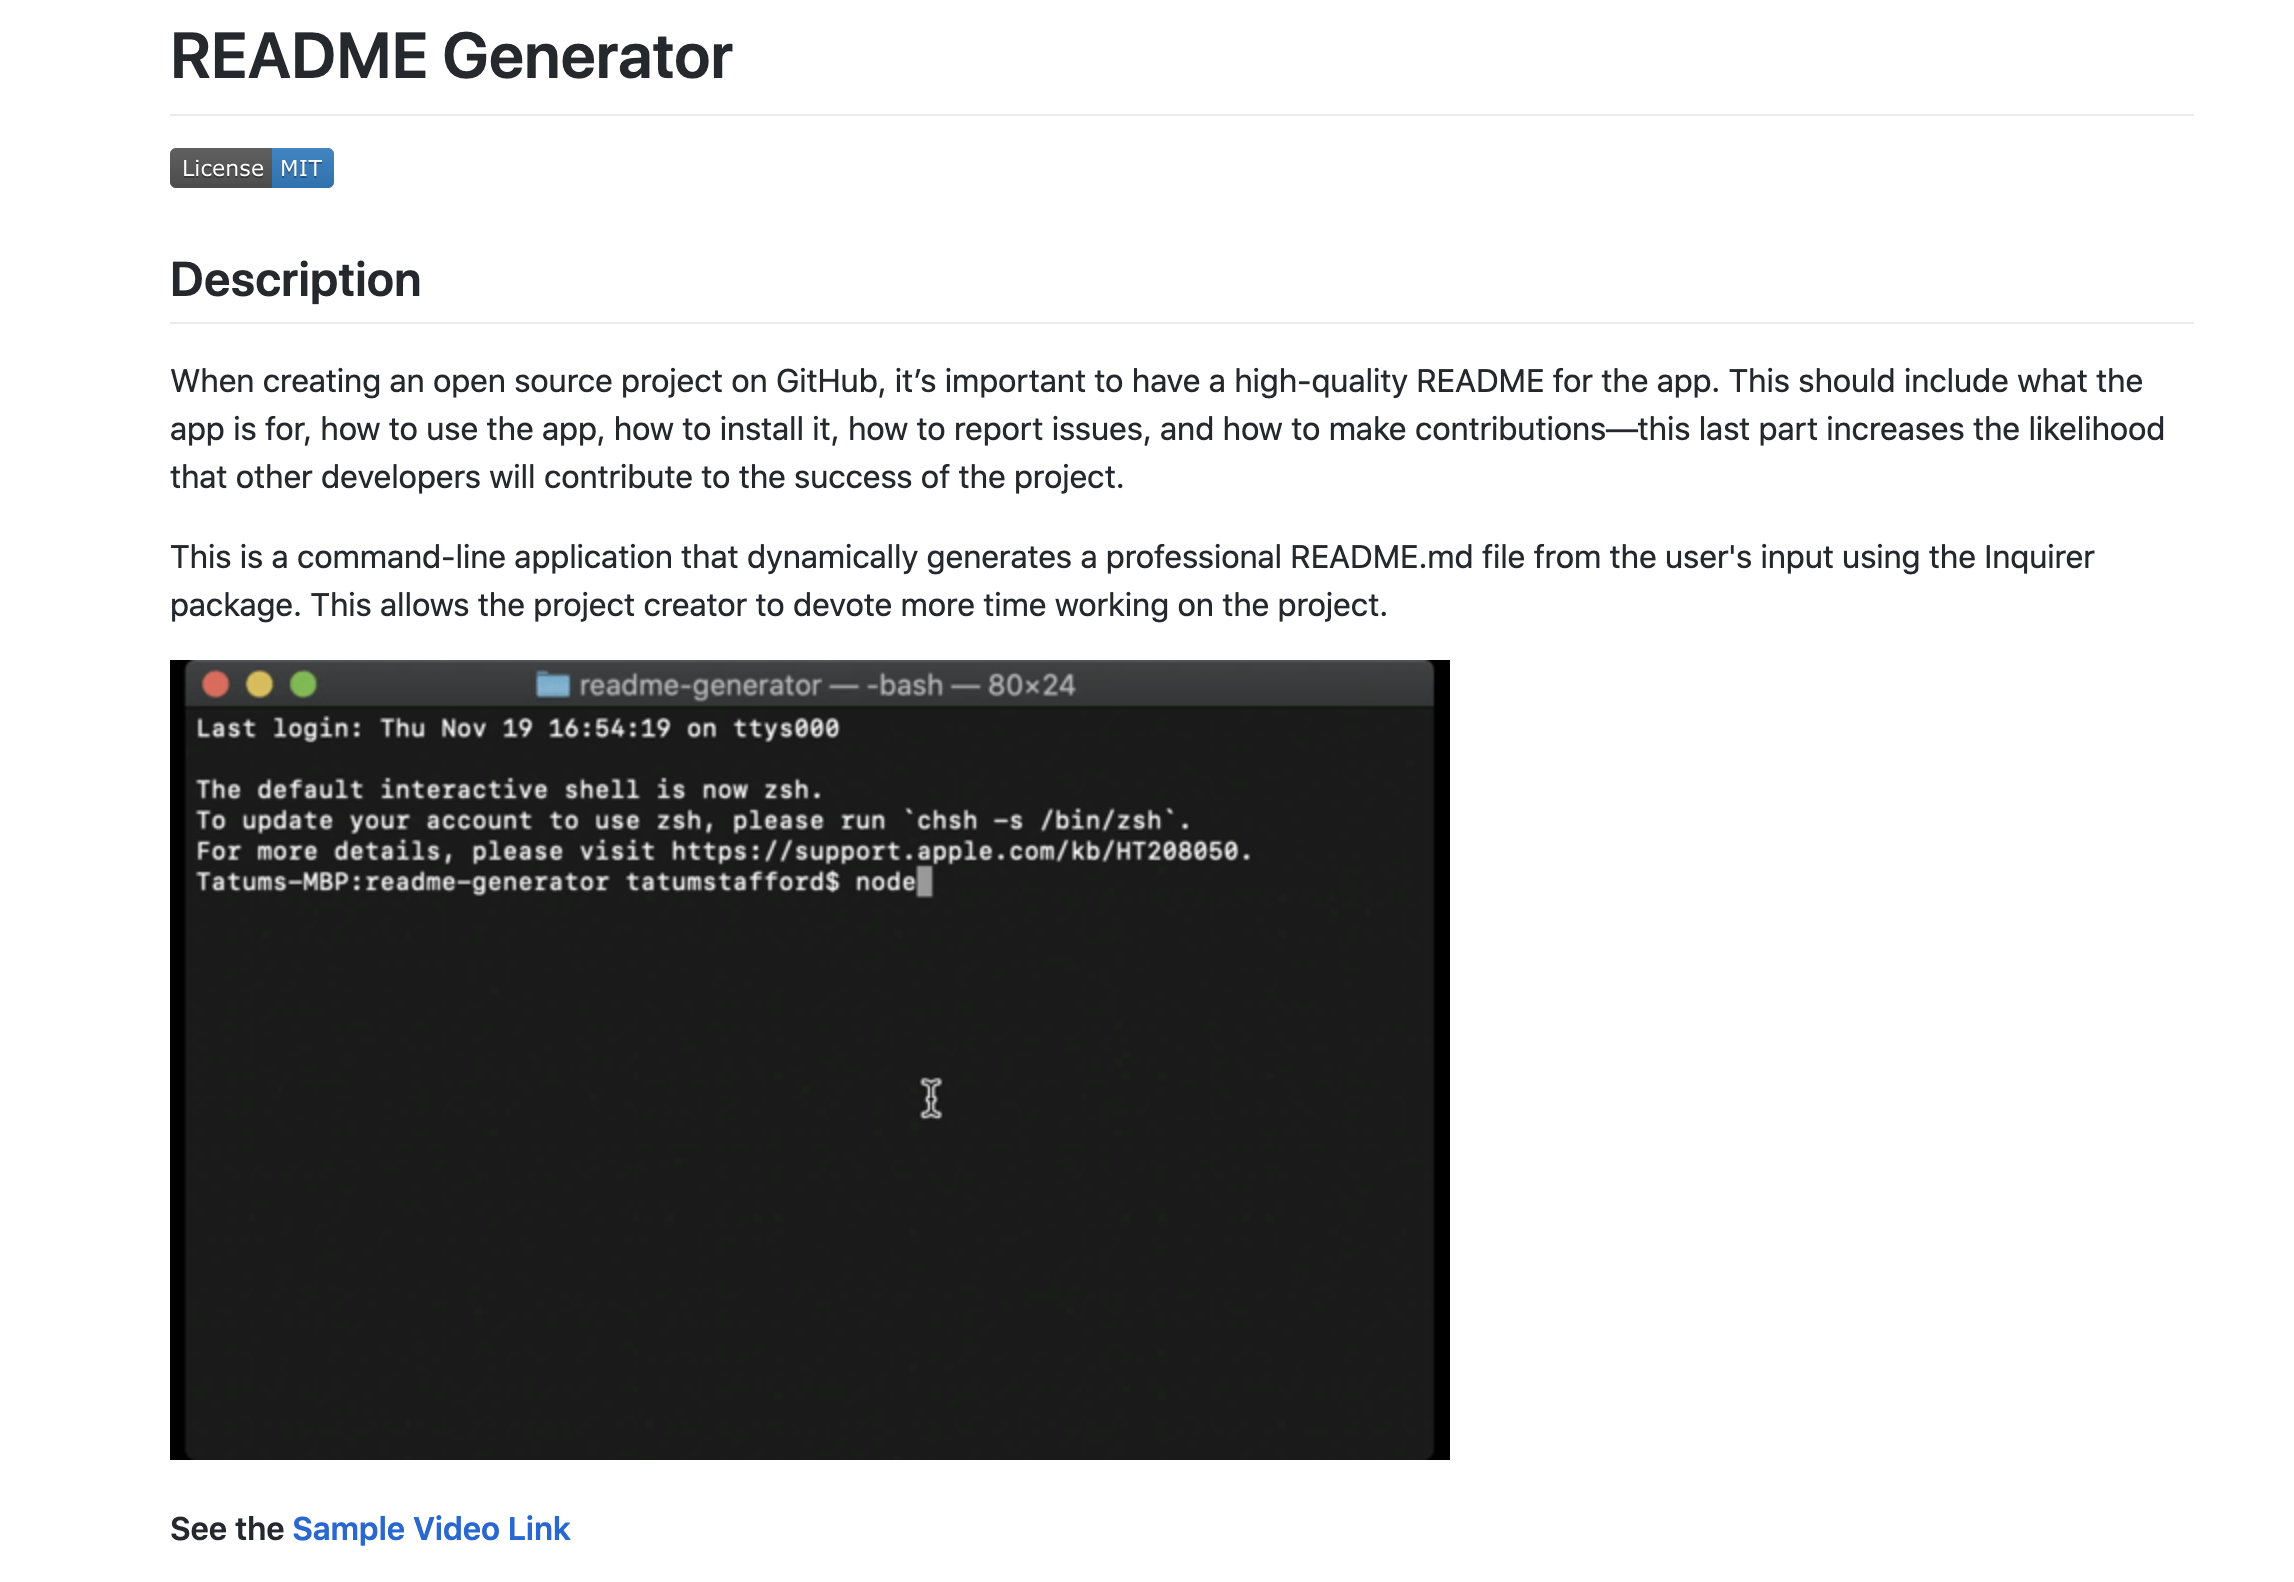 README Generator
License MIT
Description
When creating an open source project on GitHub, it’s important to have a high-quality README for the app. This should include what the
app is for, how to use the app, how to install it, how to report issues, and how to make contributions—this last part increases the likelihood
that other developers will contribute to the success of the project.
This is a command-line application that dynamically generates a professional README.md file from the user's input using the Inquirer
package. This allows the project creator to devote more time working on the project.
readme-generator — -bash — 80×24
Last login: Thu Nov 19 16:54:19 on ttys000
The default interactive shell is now zsh.
To update your account to use zsh, please run `chsh -s /bin/zsh`.
For more details, please visit https://support.apple.com/kb/HT208050.
Tatums-MBP:readme-generator tatumstafford$ node
See the Sample Video Link